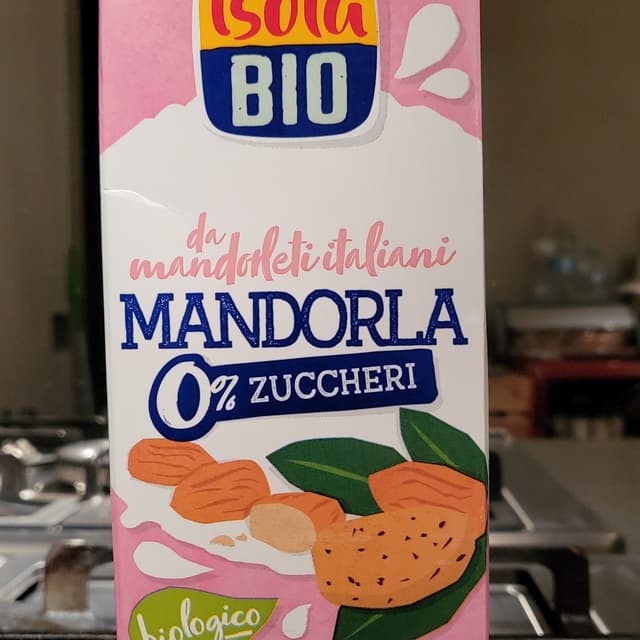 Isola
BIO
da
mandorleti italiani
MANDORLA
0% ZUCCHERI
biologico